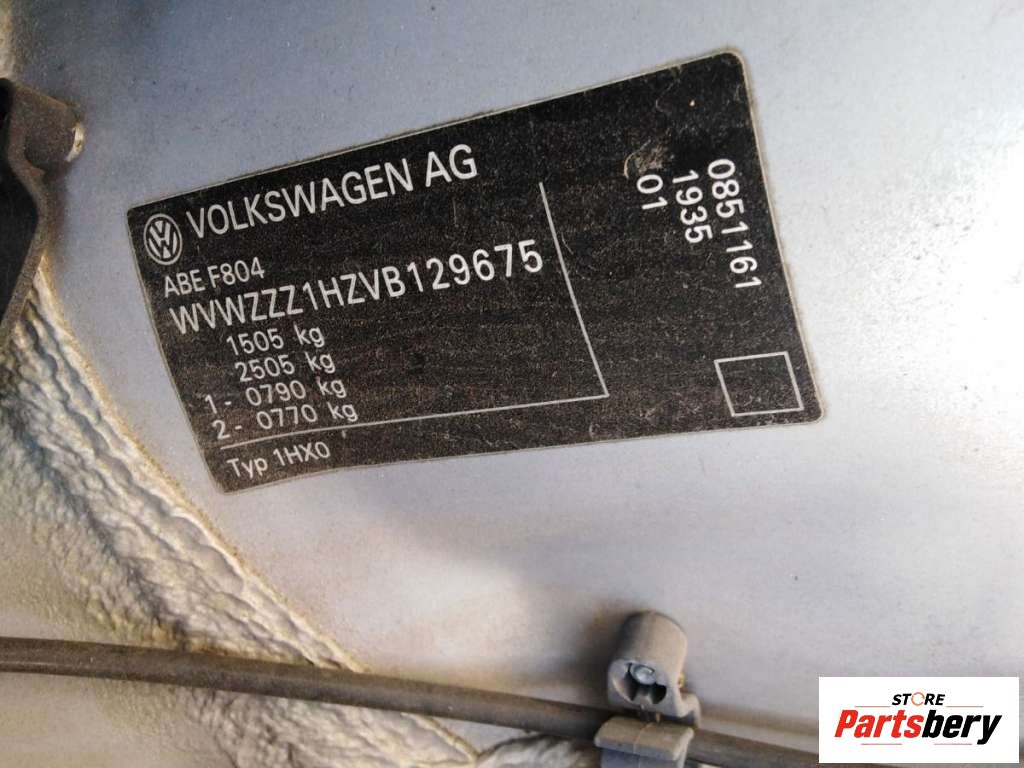 VOLKSWAGEN AG
ABE F804
WVWZZZ1HZVB129675
1505 kg
2505 kg
1- 0790 kg
2- 0770 kg
Typ 1HX0
0851161
1935
01
STORE
Partsbery